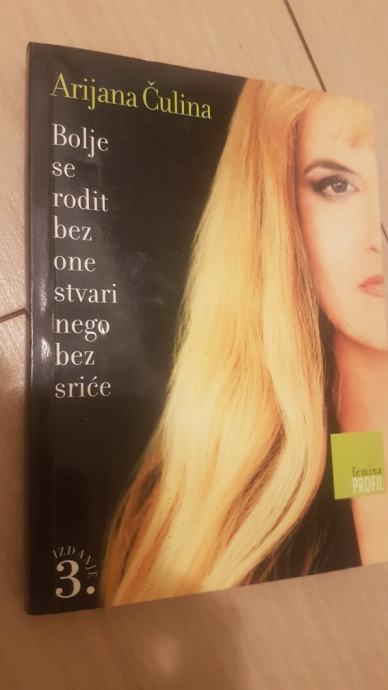 Arijana Čulina
Bolje
se
rodit
bez
one
stvari
nego
bez
sriće
femina
PROFIL
IZDANJE
3.